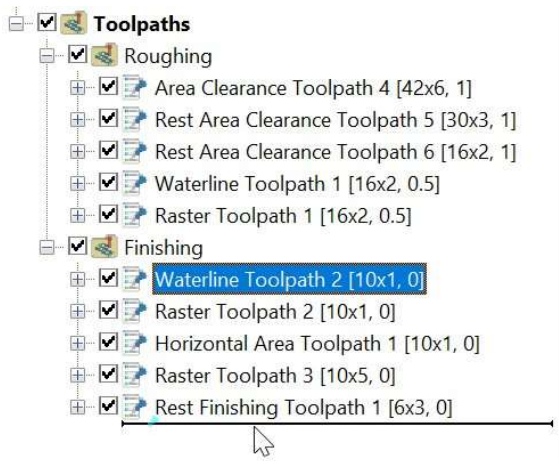 Toolpaths
Roughing
Area Clearance Toolpath 4 [42x6, 1]
Rest Area Clearance Toolpath 5 [30x3, 1]
Rest Area Clearance Toolpath 6 [16x2, 1]
Waterline Toolpath 1 [16x2, 0.5]
Raster Toolpath 1 [16x2, 0.5]
Finishing
Waterline Toolpath 2 [10x1, 0]
Raster Toolpath 2 [10x1, 0]
Horizontal Area Toolpath 1 [10x1, 0]
Raster Toolpath 3 [10x5, 0]
Rest Finishing Toolpath 1 [6x3, 0]